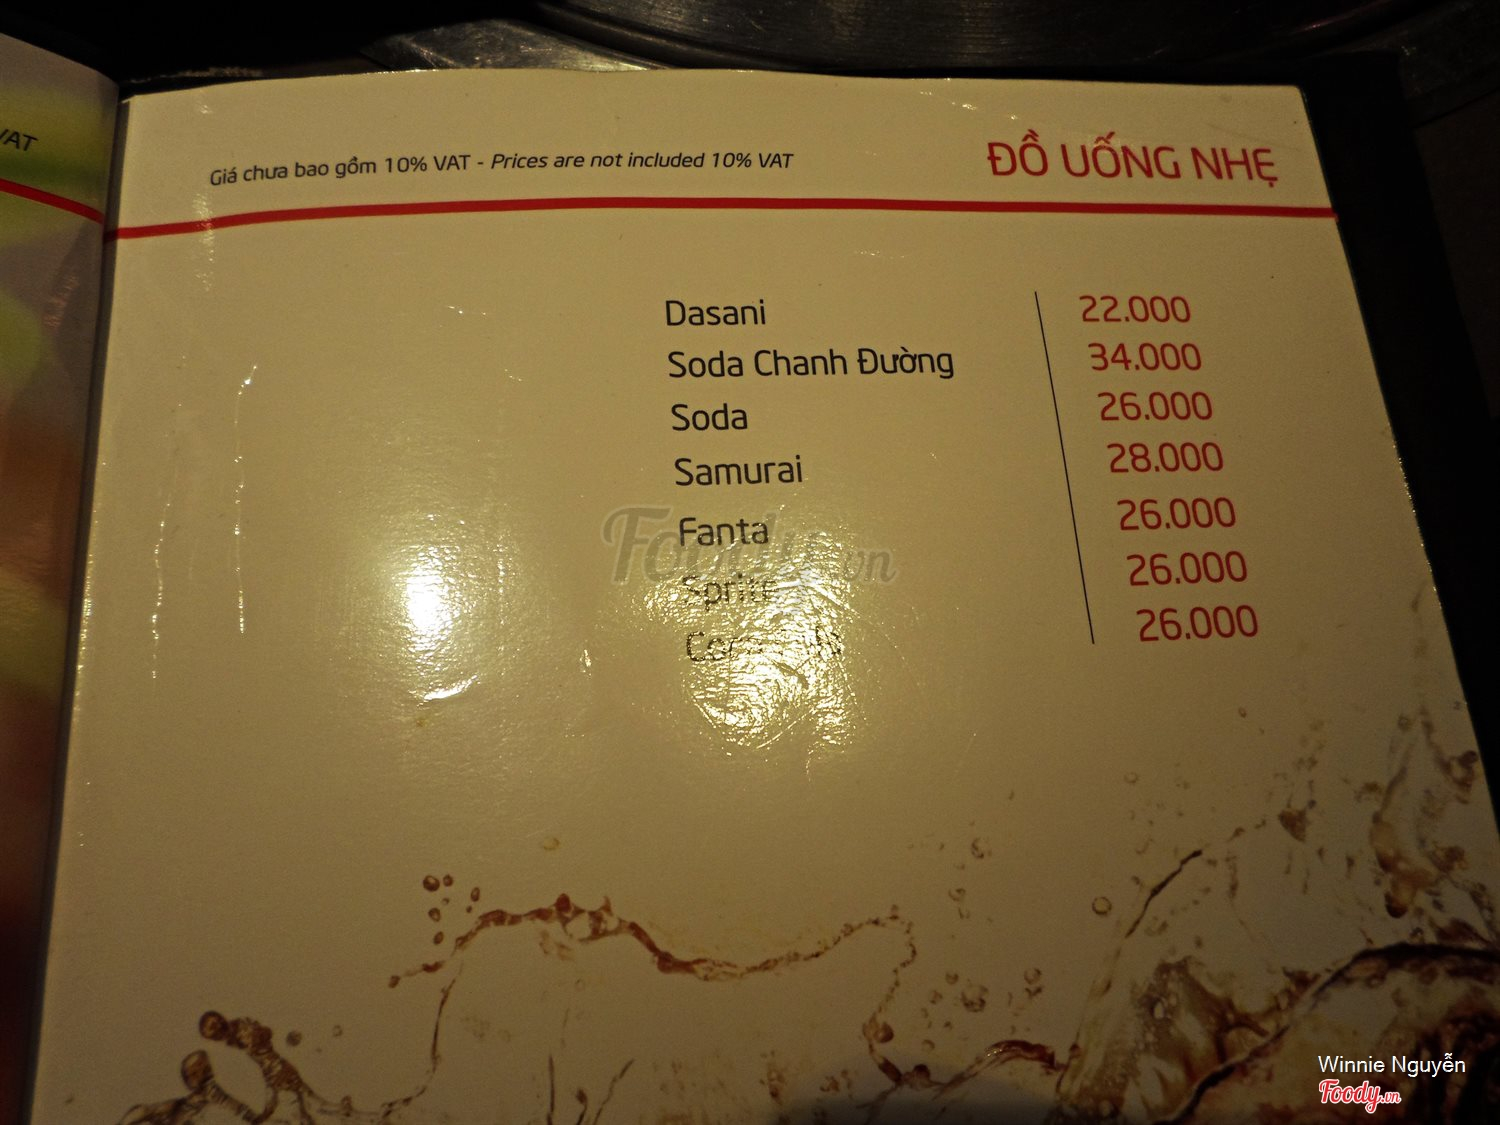 VAT
Giá chưa bao gồm 10% VAT - Prices are not included 10% VAT
ĐỒ UỐNG NHẸ
Dasani 22.000
Soda Chanh Đường 34.000
Soda 26.000
Samurai 28.000
Fanta 26.000
Sprite 26.000
26.000
Foody.vn
Winnie Nguyễn
Foody.vn